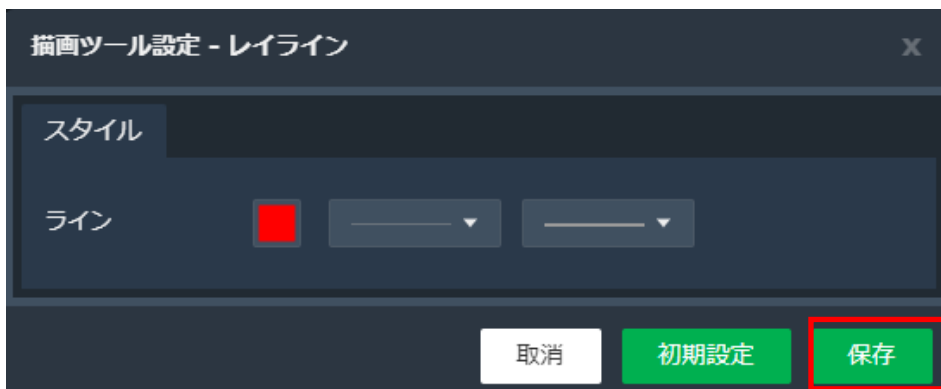 描画ツール設定 - レイライン
x
スタイル
ライン
取消 初期設定 保存